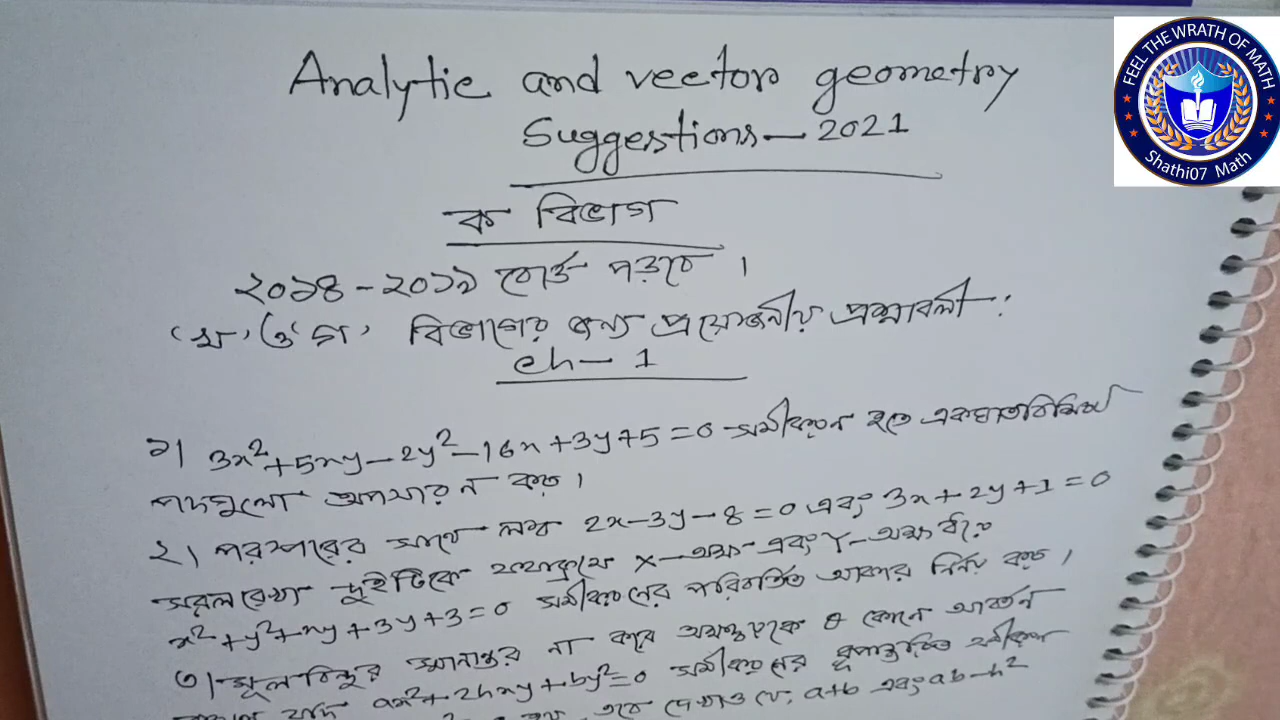 Analytic and vector geometry
Suggestions – 2021
ক বিভাগ
২০১৪ - ২০১৯ বোর্ড পড়বে।
'খ' ও 'গ' বিভাগের জন্য প্রয়োজনীয় প্রশ্নাবলী:
ch – 1
১। 3x²+5xy–2y²–16x+3y+5=0 সমীকরণ হতে একঘাতবিশিষ্ট
পদগুলো অপসারন কর।
২। পরস্পরের সাথে লম্ব 2x–3y–8=0 এবং 3x+2y+1=0
সরলরেখা দুইটিকে যথাক্রমে X–অক্ষ এবং Y–অক্ষ ধরে
x²+y²+xy+3y+3=0 সমীকরনের পরিবর্তিত আকার নির্ণয় কর।
৩। মূলবিন্দুর স্থানান্তর না করে অক্ষদ্বয়কে θ কোনে আবর্তন
যদি ax²+2hxy+by²=0 সমীকরনের রূপান্তরিত সমীকরণ
তবে দেখাও যে, a+b এবং ab–h²
FEEL THE WRATH OF MATH
Shathi07 Math